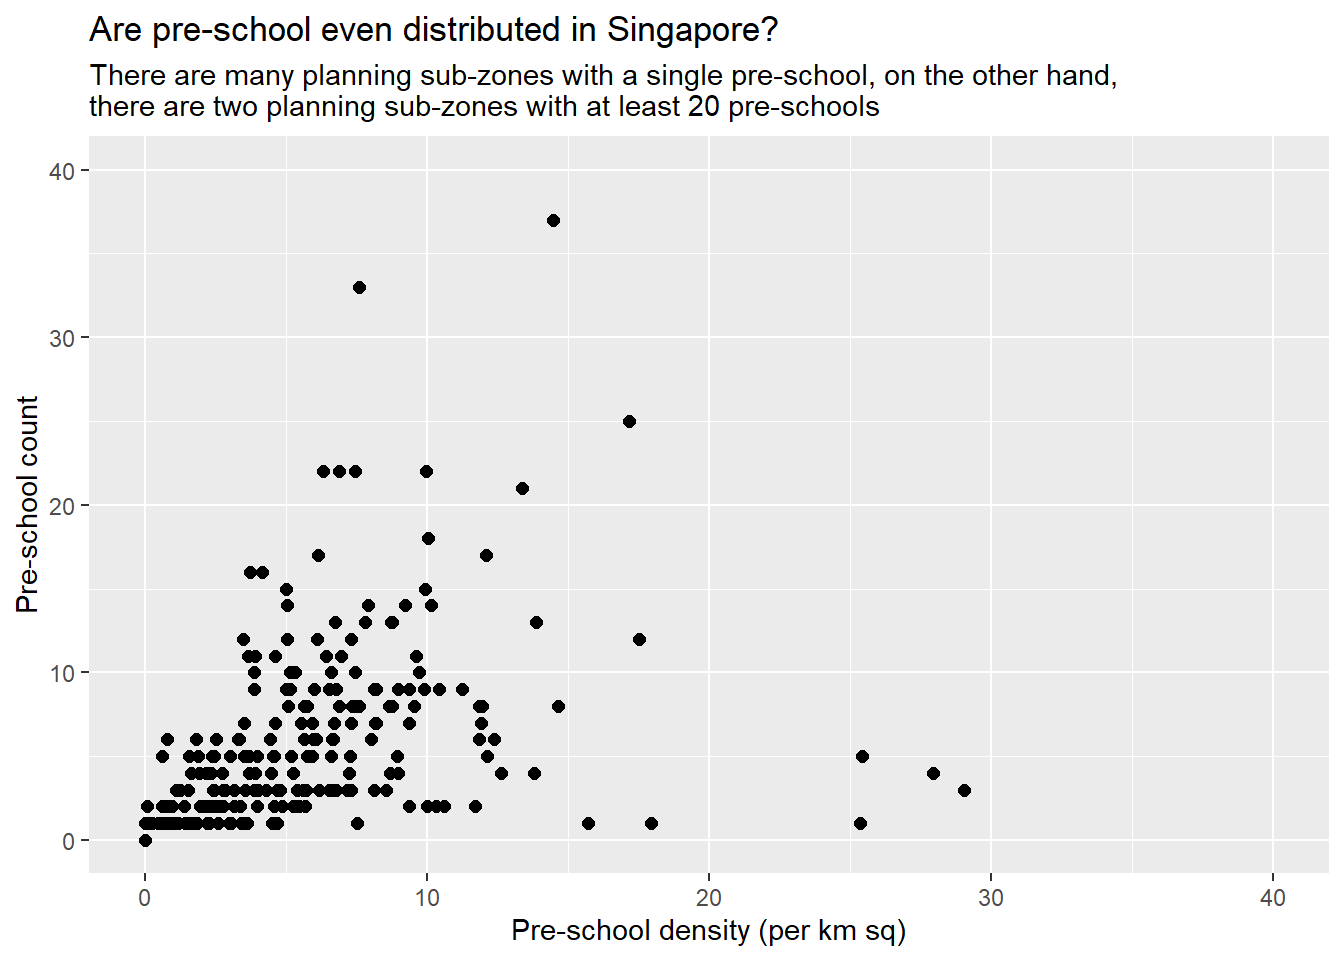 Are pre-school even distributed in Singapore?
There are many planning sub-zones with a single pre-school, on the other hand,
there are two planning sub-zones with at least 20 pre-schools
40
30
20
10
0
Pre-school count
0 10 20 30 40
Pre-school density (per km sq)